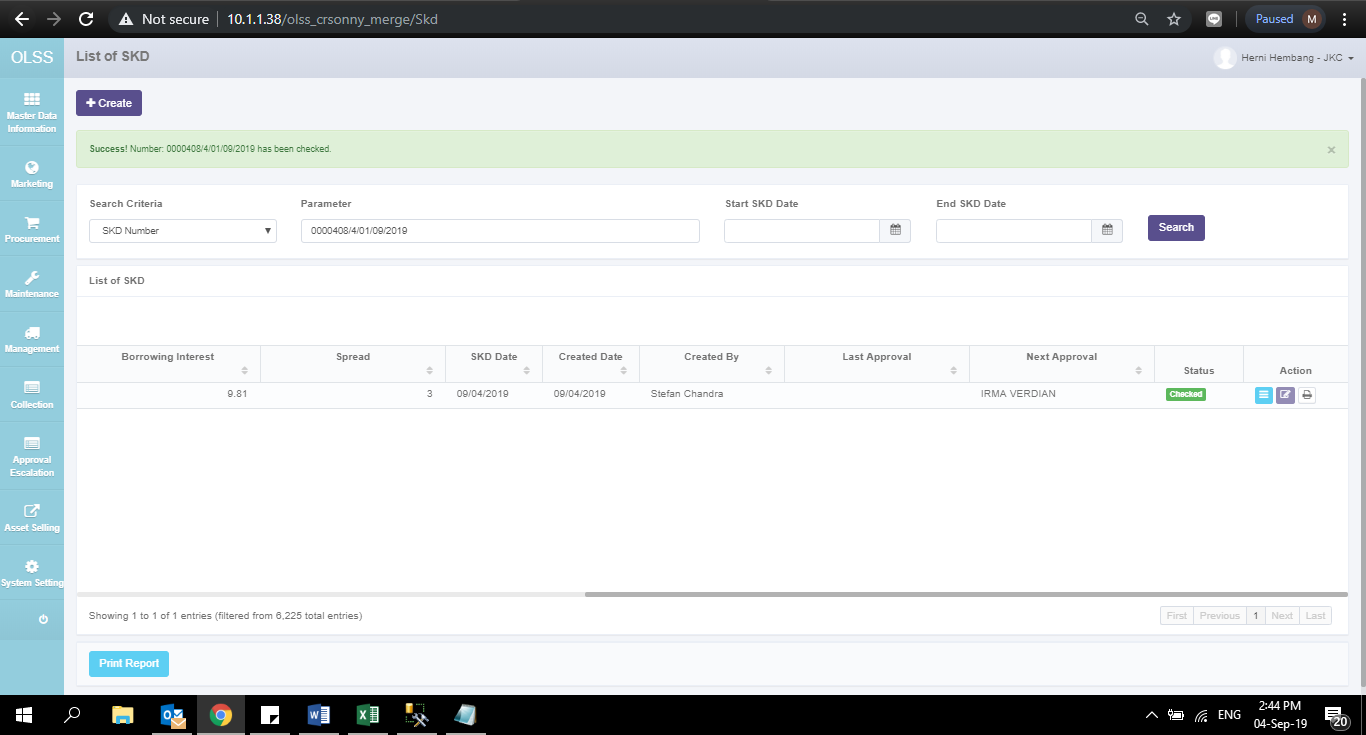 Not secure
10.1.1.38/olss_crsonny_merge/Skd
Paused
M
OLSS
List of SKD
Herni Hembang - JKC
Master Data
Information
Marketing
Procurement
Maintenance
Management
Collection
Approval
Escalation
Asset Selling
System Setting
Create
Success! Number: 0000408/4/01/09/2019 has been checked.
×
Search Criteria
Parameter
Start SKD Date
End SKD Date
SKD Number
0000408/4/01/09/2019
Search
List of SKD
Borrowing Interest
Spread
SKD Date
Created Date
Created By
Last Approval
Next Approval
Status
Action
9.81
3
09/04/2019
09/04/2019
Stefan Chandra
IRMA VERDIAN
Checked
Showing 1 to 1 of 1 entries (filtered from 6,225 total entries)
First
Previous
1
Next
Last
Print Report
ENG
2:44 PM
04-Sep-19
20